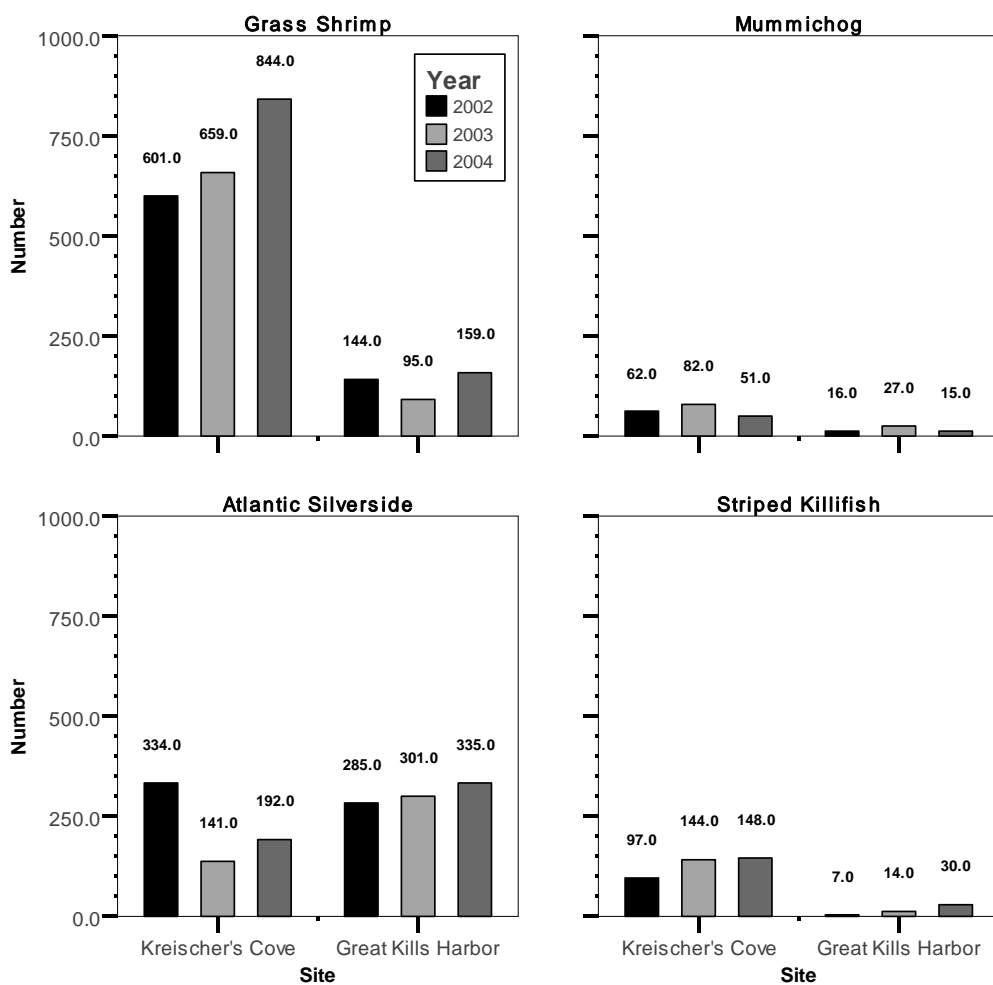 Grass Shrimp
Mummichog
1000.0
750.0
500.0
250.0
0.0
Number
601.0
659.0
844.0
144.0
95.0
159.0
Year
2002
2003
2004
62.0
82.0
51.0
16.0
27.0
15.0
Atlantic Silverside
Striped Killifish
1000.0
750.0
500.0
250.0
0.0
Number
334.0
141.0
192.0
285.0
301.0
335.0
97.0
144.0
148.0
7.0
14.0
30.0
Kreischer's Cove
Great Kills Harbor
Site
Kreischer's Cove
Great Kills Harbor
Site